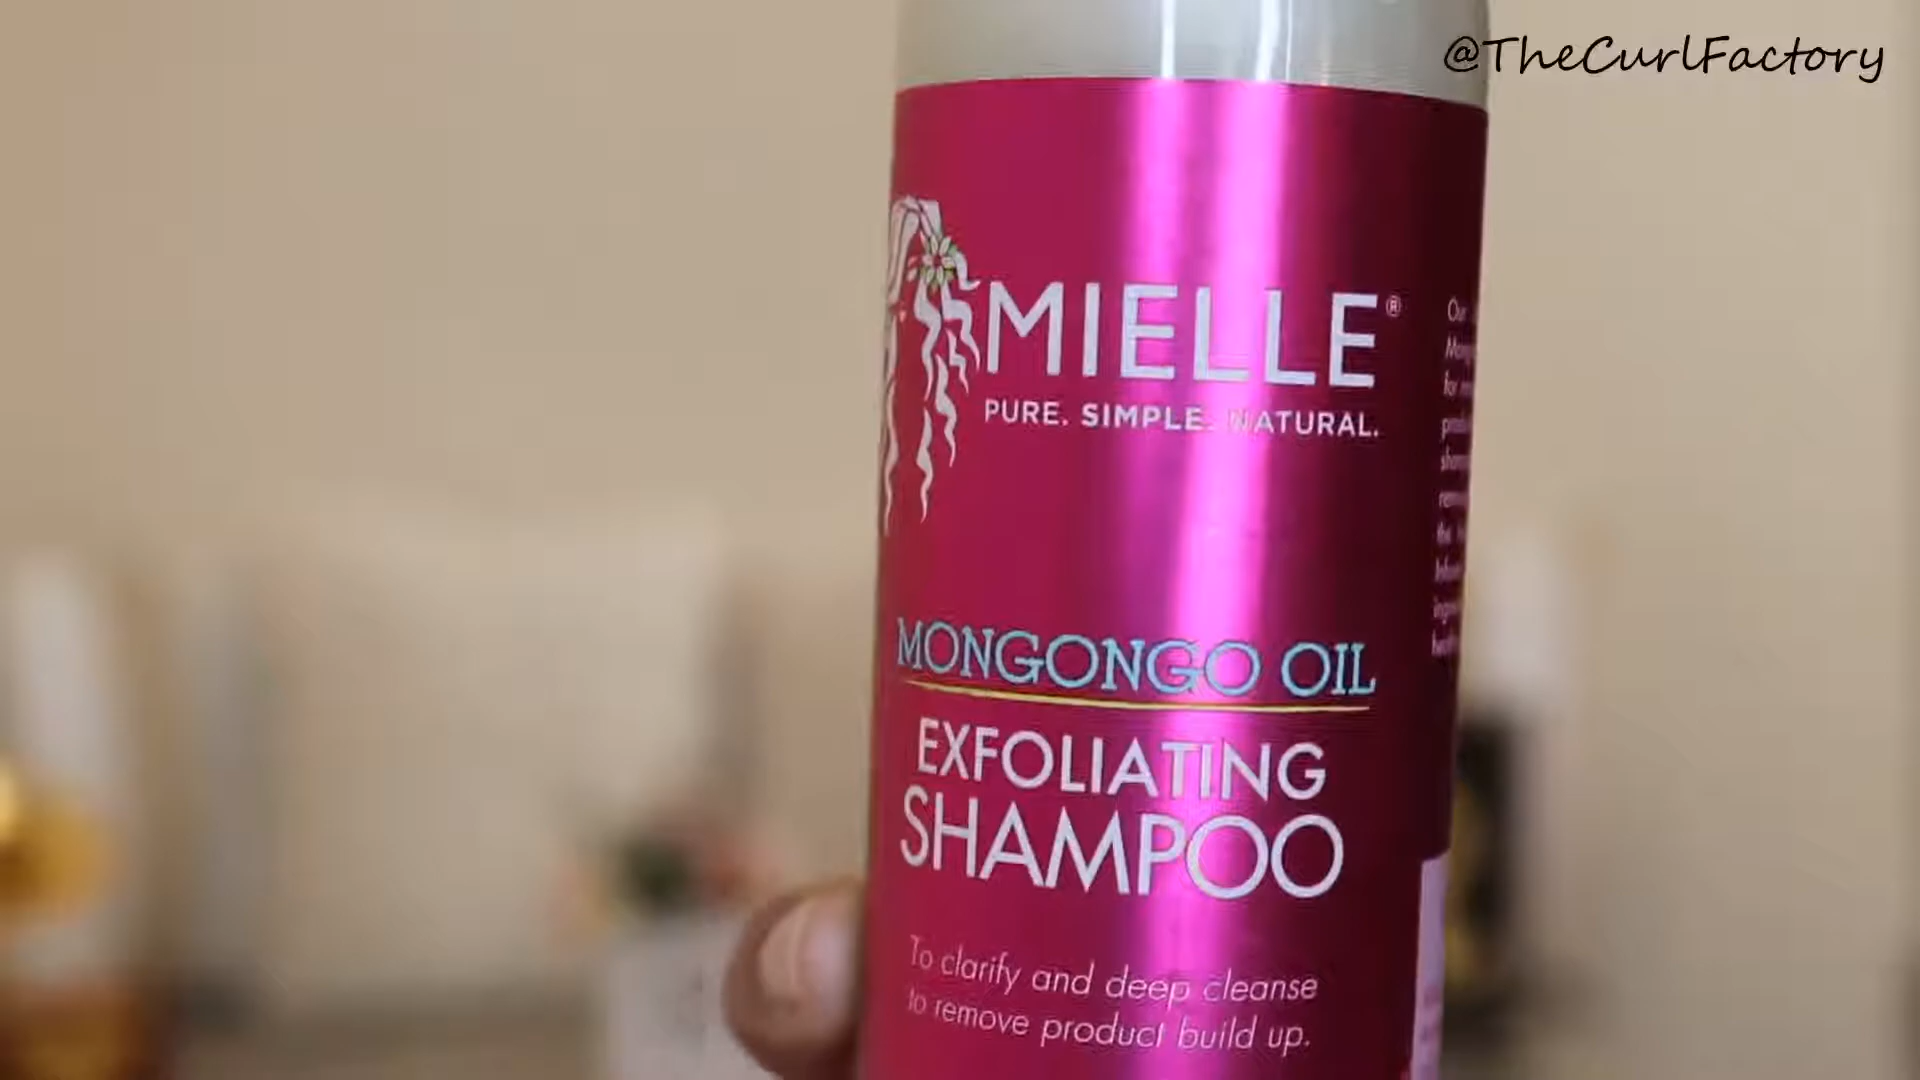 @TheCurlFactory
MIELLE®
PURE. SIMPLE. NATURAL.
MONGONGO OIL
EXFOLIATING
SHAMPOO
To clarify and deep cleanse
to remove product build up.
Our